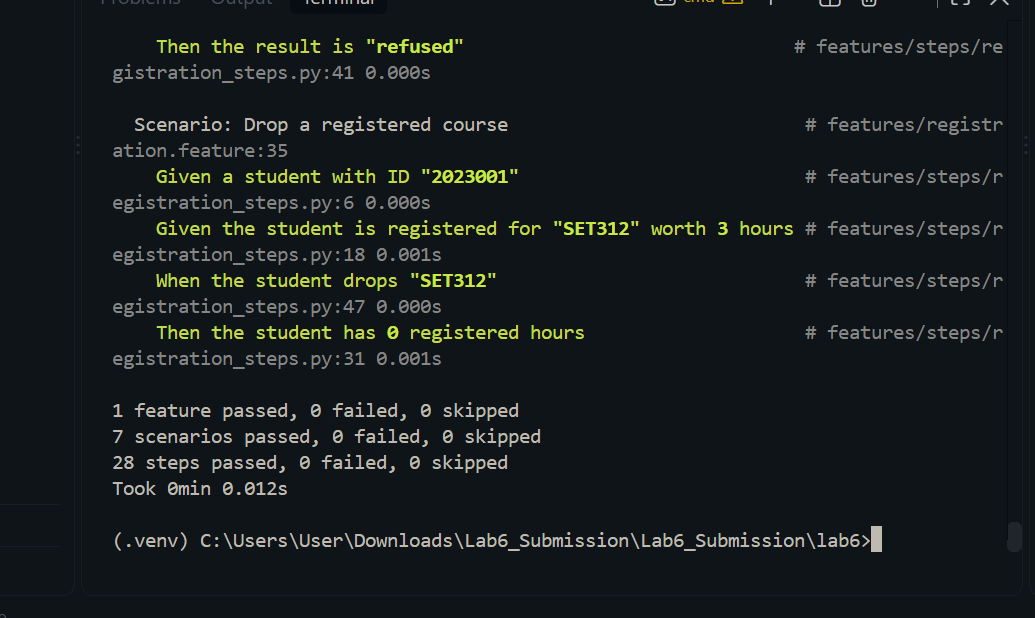 Problems Output Terminal cmd
Then the result is "refused" # features/steps/re
gistration_steps.py:41 0.000s
Scenario: Drop a registered course # features/registr
ation.feature:35
Given a student with ID "2023001" # features/steps/r
egistration_steps.py:6 0.000s
Given the student is registered for "SET312" worth 3 hours # features/steps/r
egistration_steps.py:18 0.001s
When the student drops "SET312" # features/steps/r
egistration_steps.py:47 0.000s
Then the student has 0 registered hours # features/steps/r
egistration_steps.py:31 0.001s
1 feature passed, 0 failed, 0 skipped
7 scenarios passed, 0 failed, 0 skipped
28 steps passed, 0 failed, 0 skipped
Took 0min 0.012s
(.venv) C:\Users\User\Downloads\Lab6_Submission\Lab6_Submission\lab6>